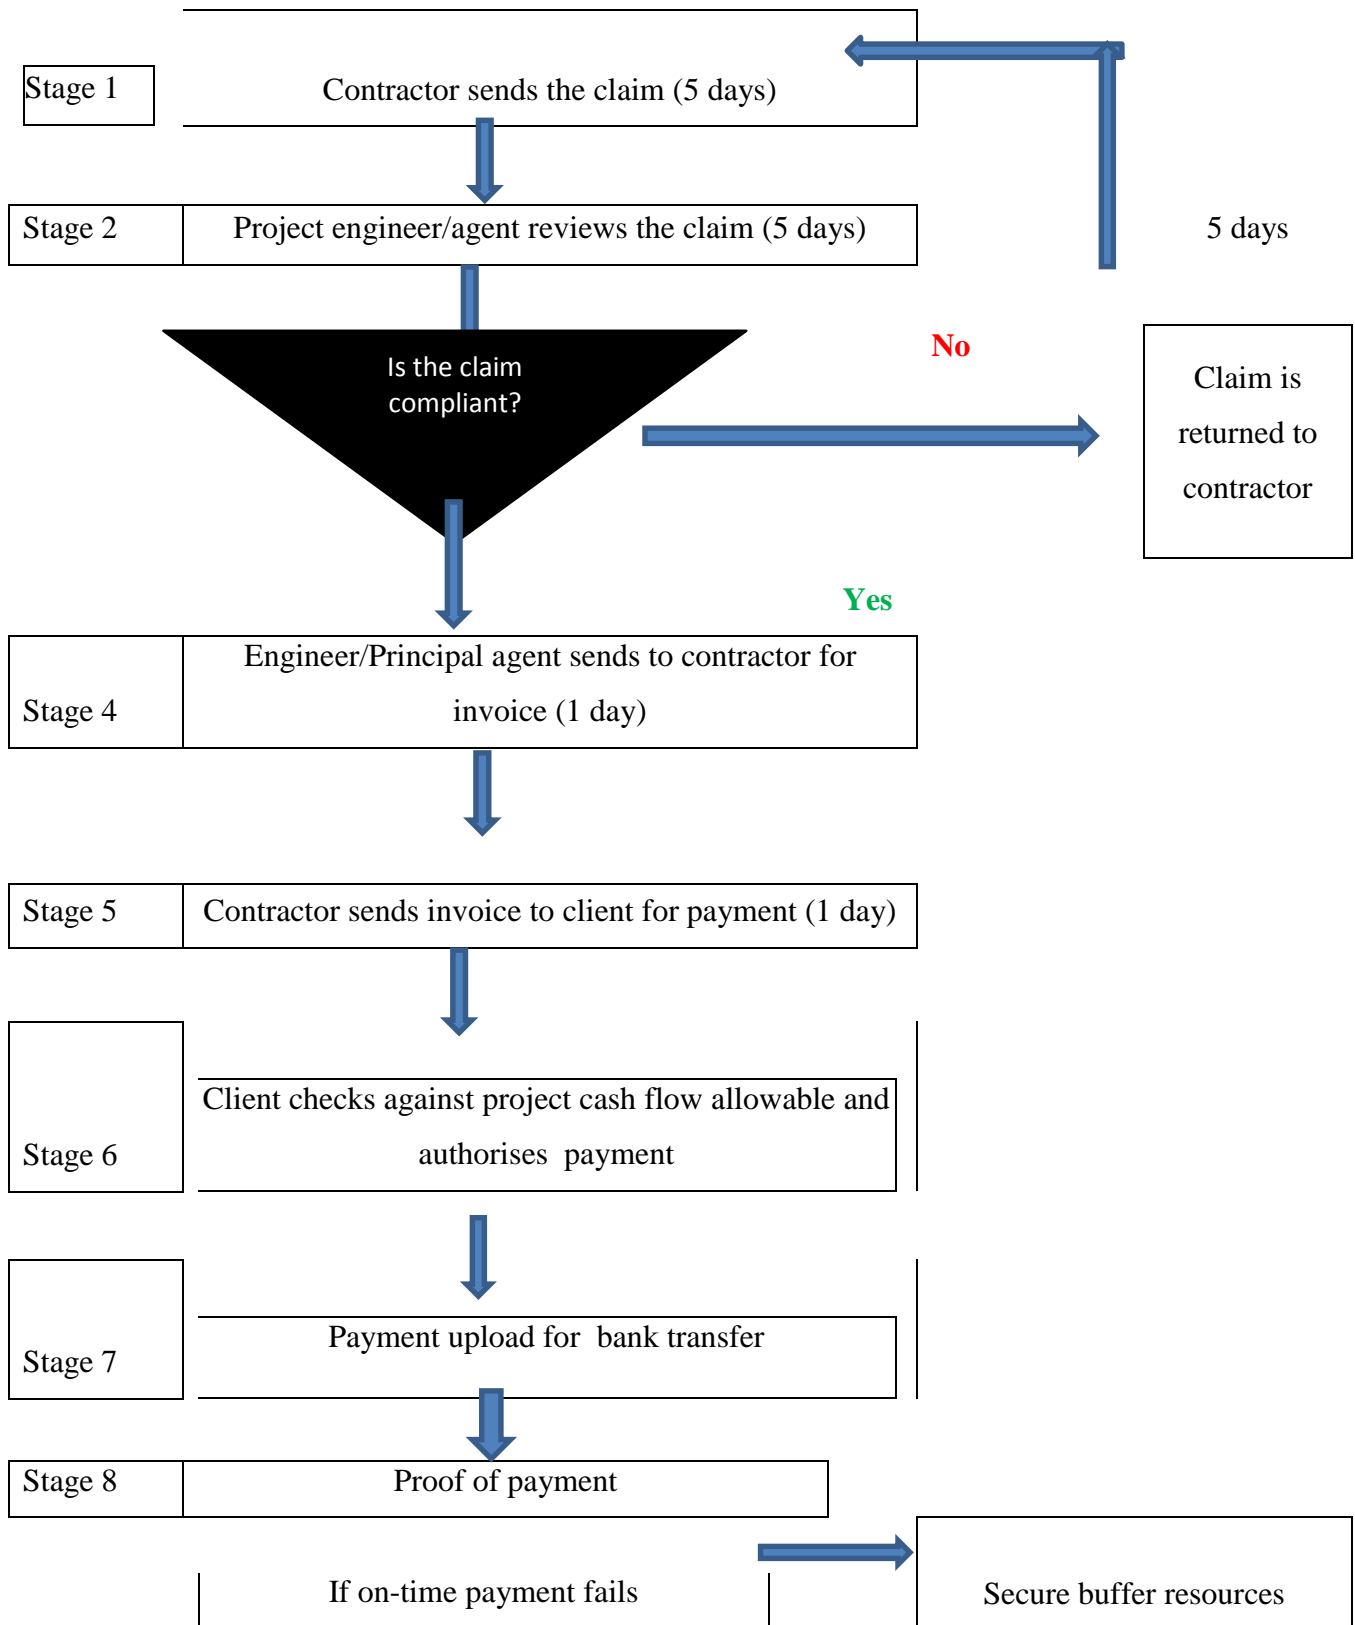 Stage 1
Contractor sends the claim (5 days)
Stage 2
Project engineer/agent reviews the claim (5 days)
5 days
Is the claim
compliant?
No
Claim is
returned to
contractor
Yes
Stage 4
Engineer/Principal agent sends to contractor for
invoice (1 day)
Stage 5
Contractor sends invoice to client for payment (1 day)
Stage 6
Client checks against project cash flow allowable and
authorises payment
Stage 7
Payment upload for bank transfer
Stage 8
Proof of payment
If on-time payment fails
Secure buffer resources